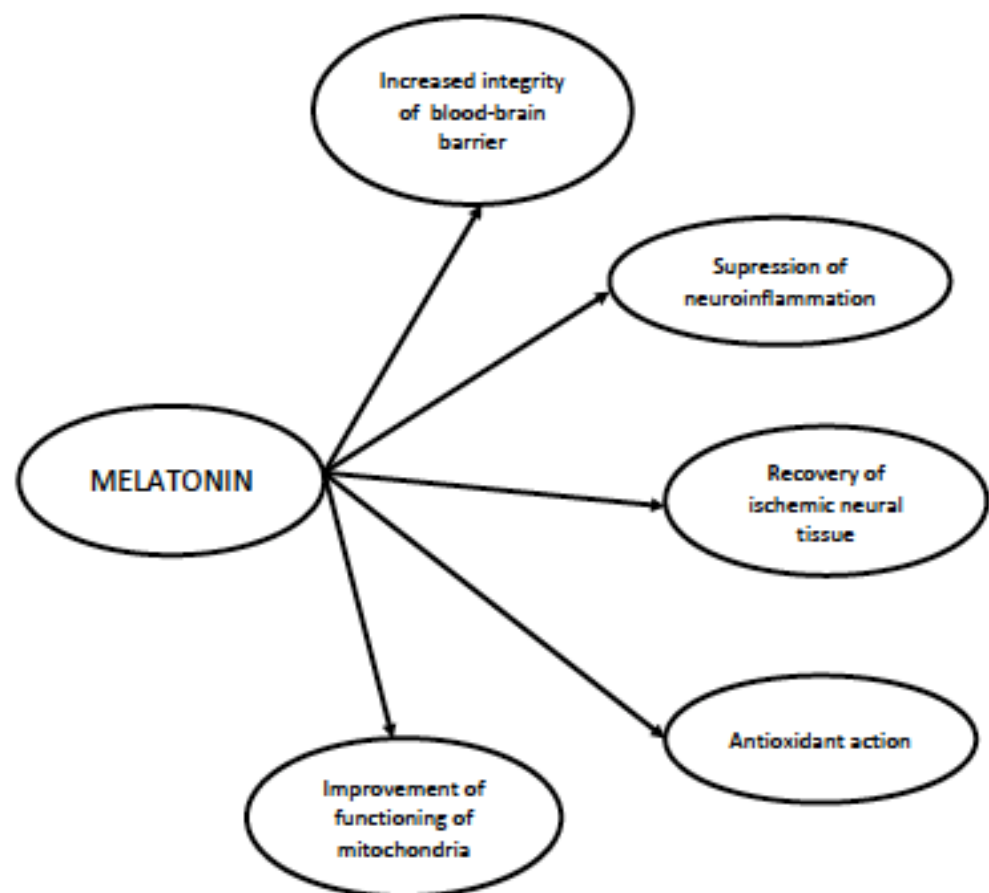 Increased integrity
of blood-brain
barrier
Supression of
neuroinflammation
MELATONIN
Recovery of
ischemic neural
tissue
Antioxidant action
Improvement of
functioning of
mitochondria